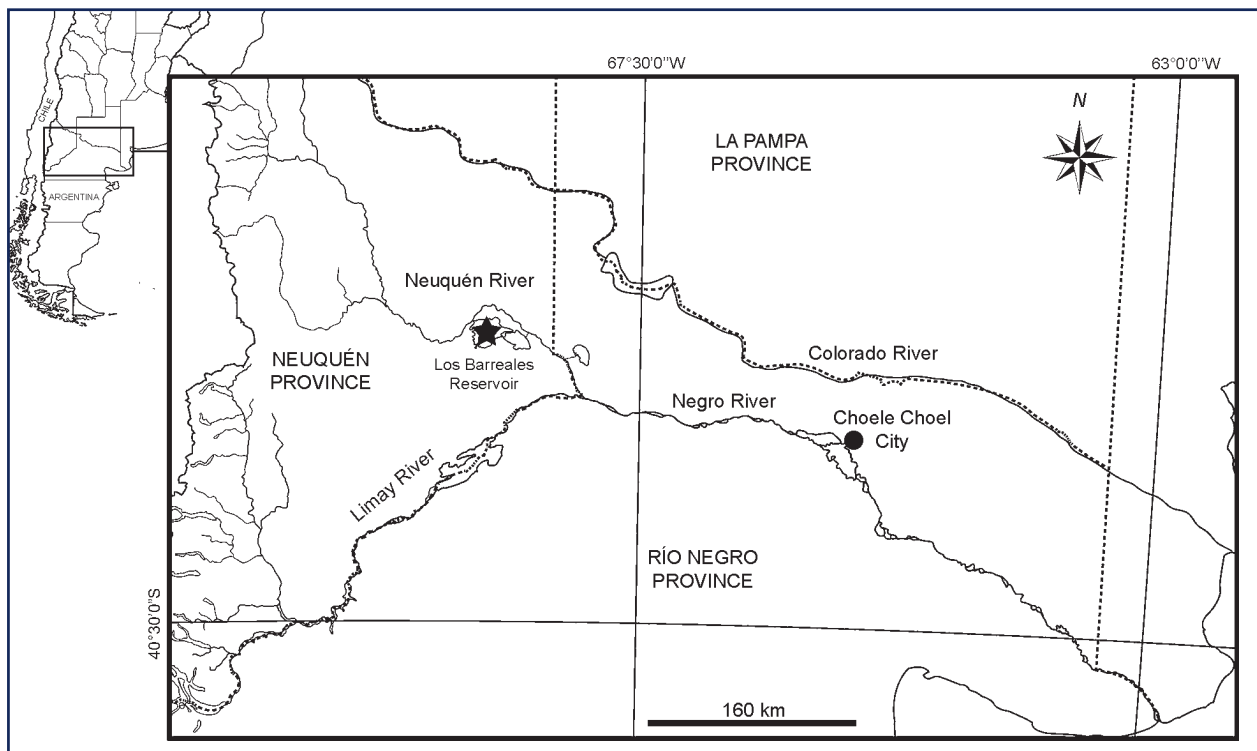 67°30'0"W
63°0'0"W
CHILE
ARGENTINA
N
LA PAMPA
PROVINCE
Neuquén River
Los Barreales
Reservoir
NEUQUÉN
PROVINCE
Colorado River
Negro River
Choele Choel
City
Limay River
RÍO NEGRO
PROVINCE
40°30'0"S
160 km